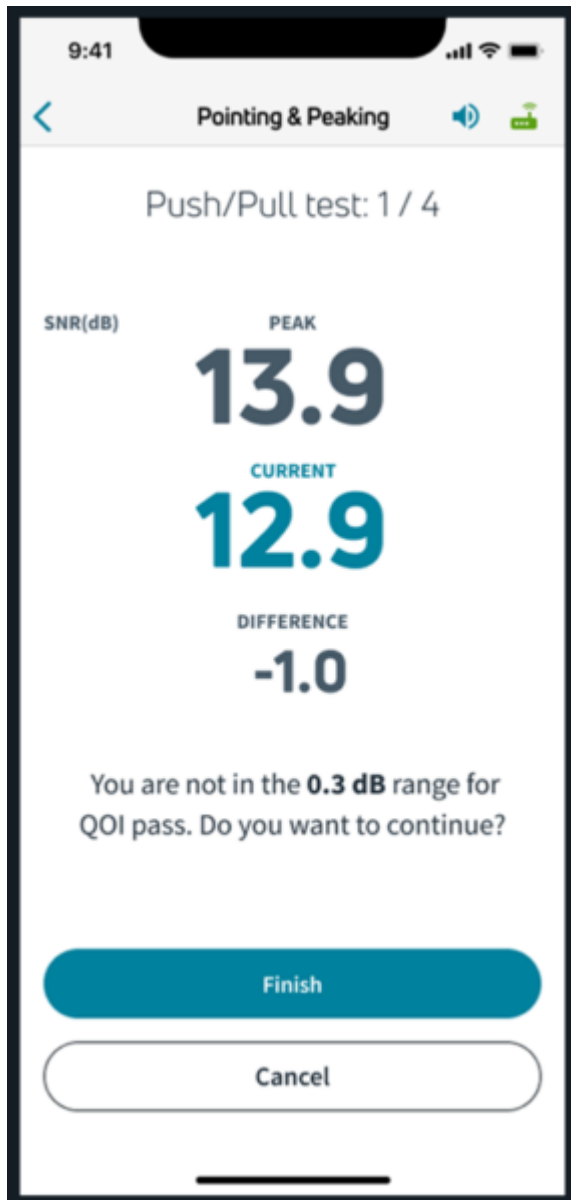 9:41
Pointing & Peaking
Push/Pull test: 1 / 4
SNR(dB)
PEAK
13.9
CURRENT
12.9
DIFFERENCE
-1.0
You are not in the 0.3 dB range for
QOI pass. Do you want to continue?
Finish
Cancel